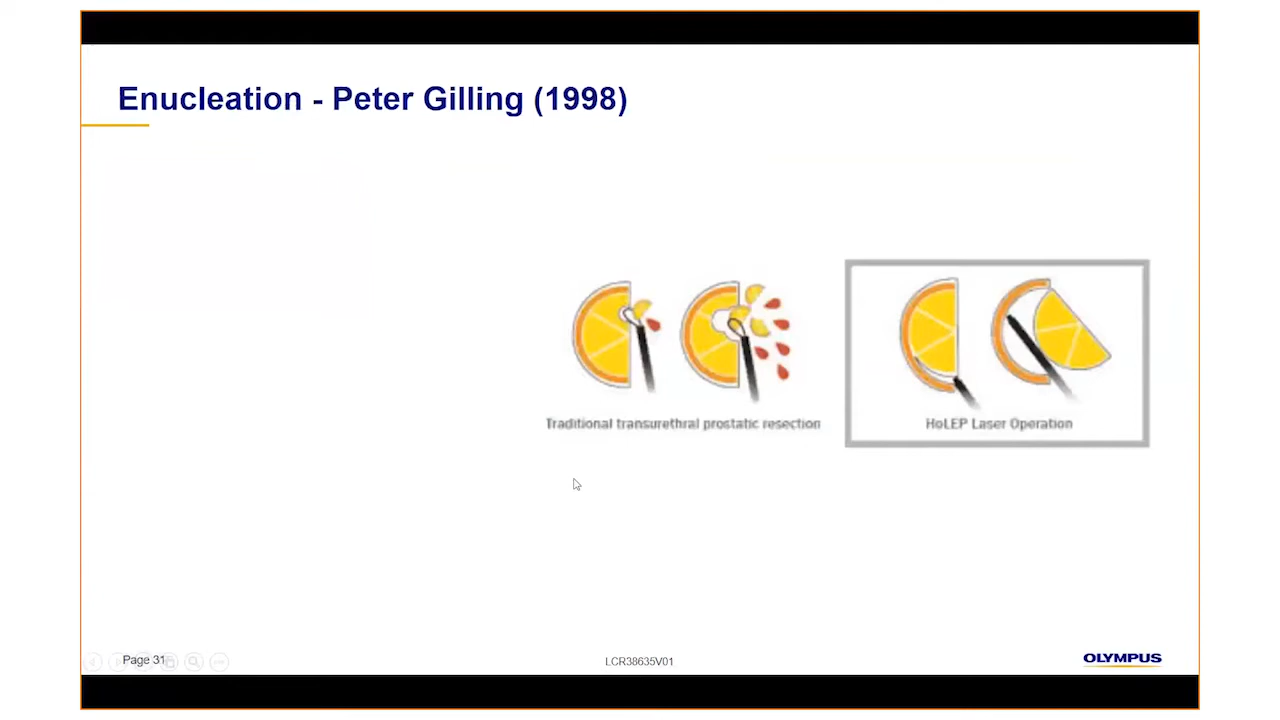 Enucleation - Peter Gilling (1998)
Traditional transurethral prostatic resection
HoLEP Laser Operation
Page 31
LCR38635V01
OLYMPUS